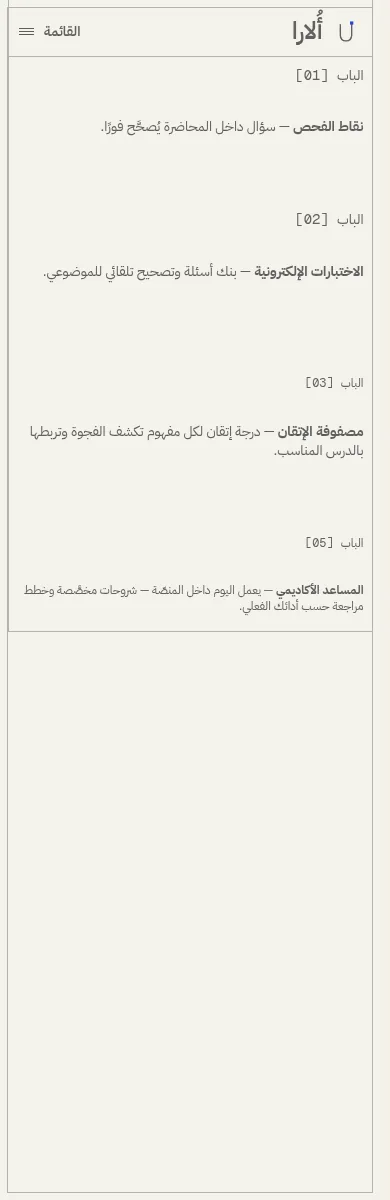 أُلارا
القائمة
الباب [01]
نقاط الفحص — سؤال داخل المحاضرة يُصحَّح فورًا.
الباب [02]
الاختبارات الإلكترونية — بنك أسئلة وتصحيح تلقائي للموضوعي.
الباب [03]
مصفوفة الإتقان — درجة إتقان لكل مفهوم تكشف الفجوة وتربطها
بالدرس المناسب.
الباب [05]
المساعد الأكاديمي — يعمل اليوم داخل المنصّة — شروحات مخصّصة وخطط
مراجعة حسب أدائك الفعلي.